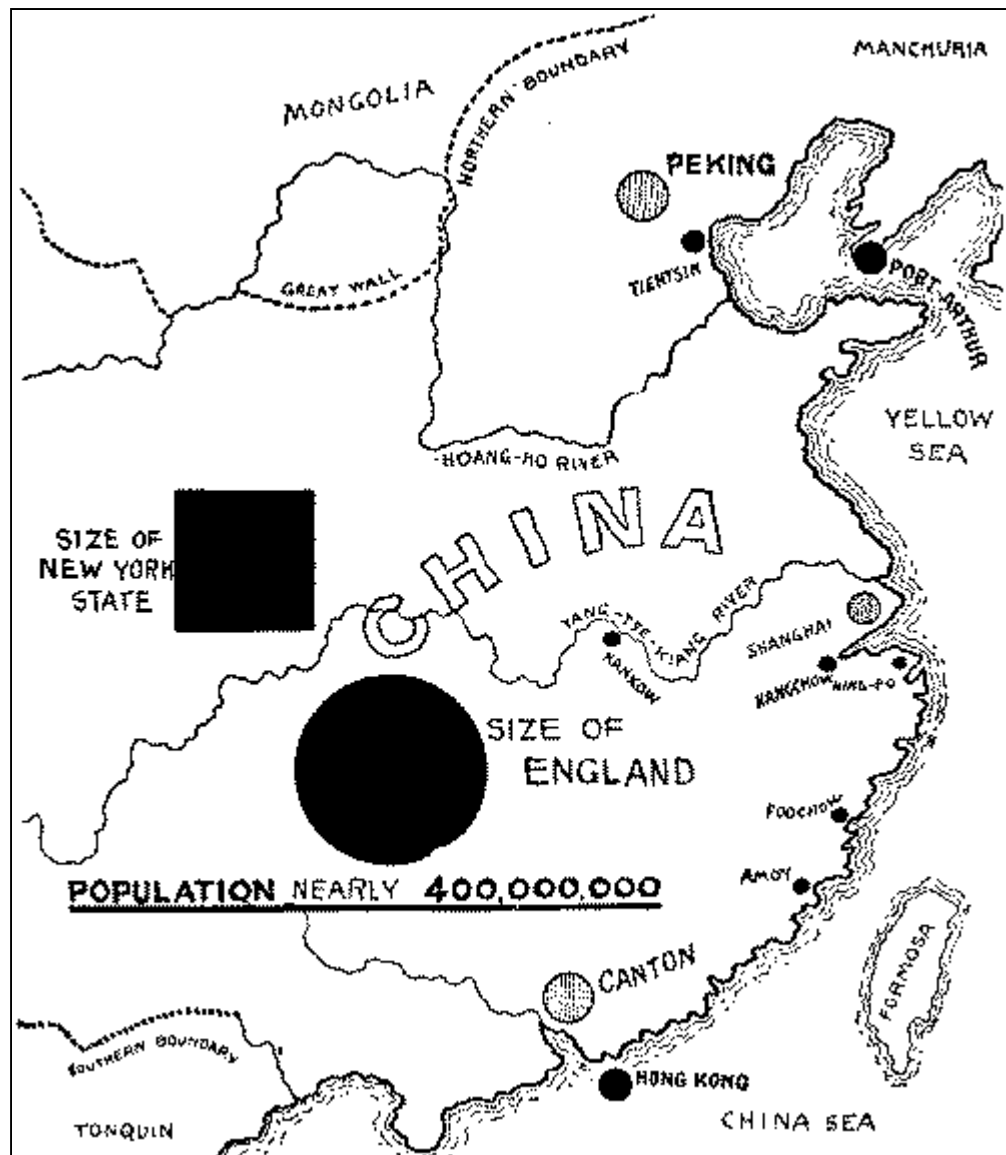 MANCHURIA
MONGOLIA
NORTHERN BOUNDARY
PEKING
GREAT WALL
TIENTSIN
PORT ARTHUR
YELLOW
SEA
HOANG-HO RIVER
CHINA
SIZE OF
NEW YORK
STATE
YANG-TSE-KIANG RIVER
SHANGHAI
HANKOW
HANGCHOW
NING-PO
SIZE OF
ENGLAND
FOOCHOW
POPULATION NEARLY 400,000,000
AMOY
FORMOSA
CANTON
SOUTHERN BOUNDARY
HONG KONG
TONQUIN
CHINA SEA